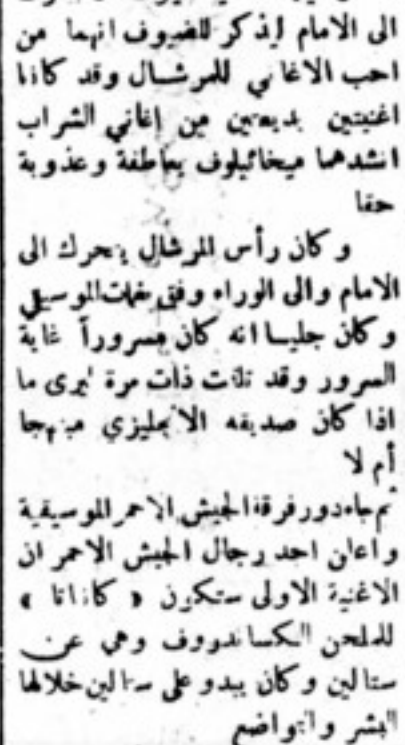 الى الامام ليذكر للضيوف انهما من
احب الاغاني للمرشال وقد كانا
اغنيتين بديعتين من اغاني الشراب
انشدهما ميخائيلوف بعاطفة وعذوبة
حقا
وكان رأس المرشال يتحرك الى
الامام والى الوراء وفق نغمات الموسيقى
وكان جليا انه كان مسروراً غاية
السرور وقد تلفت ذات مرة ليرى ما
اذا كان صديقه الانجليزي مبتهجا
أم لا
ثم جاء دور فرقة الجيش الاحمر الموسيقية
واعلن احد رجال الجيش الاحمر ان
الاغنية الاولى ستكون « كانتاتا »
للملحن الكساندروف وهي عن
ستالين وكان يبدو على ستالين خلالها
البشر والتواضع